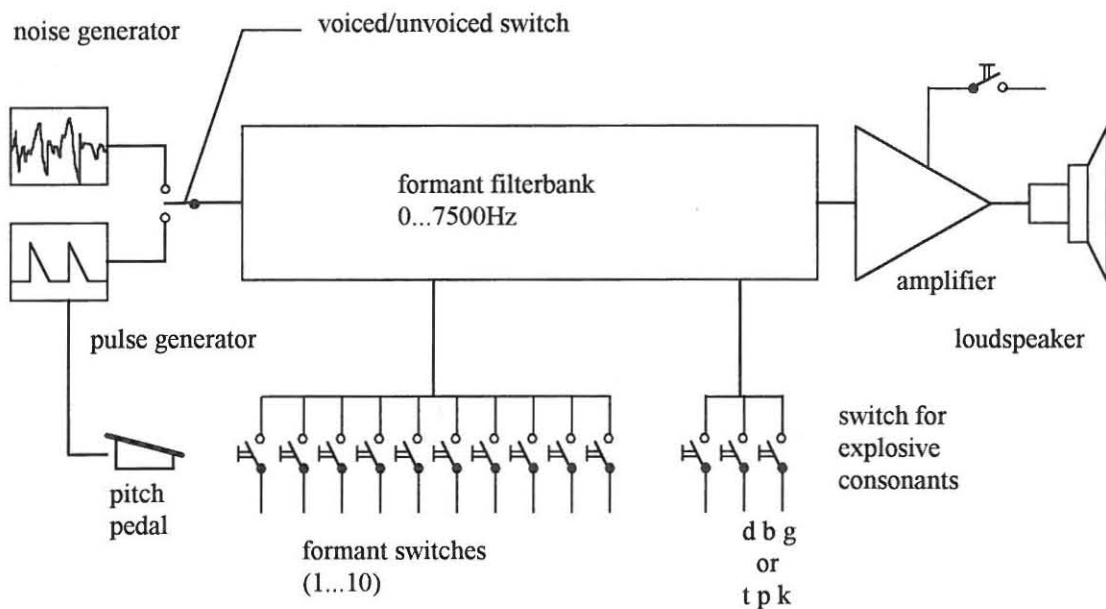 noise generator
voiced/unvoiced switch
formant filterbank
0...7500Hz
amplifier
pulse generator
loudspeaker
switch for
explosive
consonants
pitch
pedal
formant switches
(1...10)
d b g
or
t p k